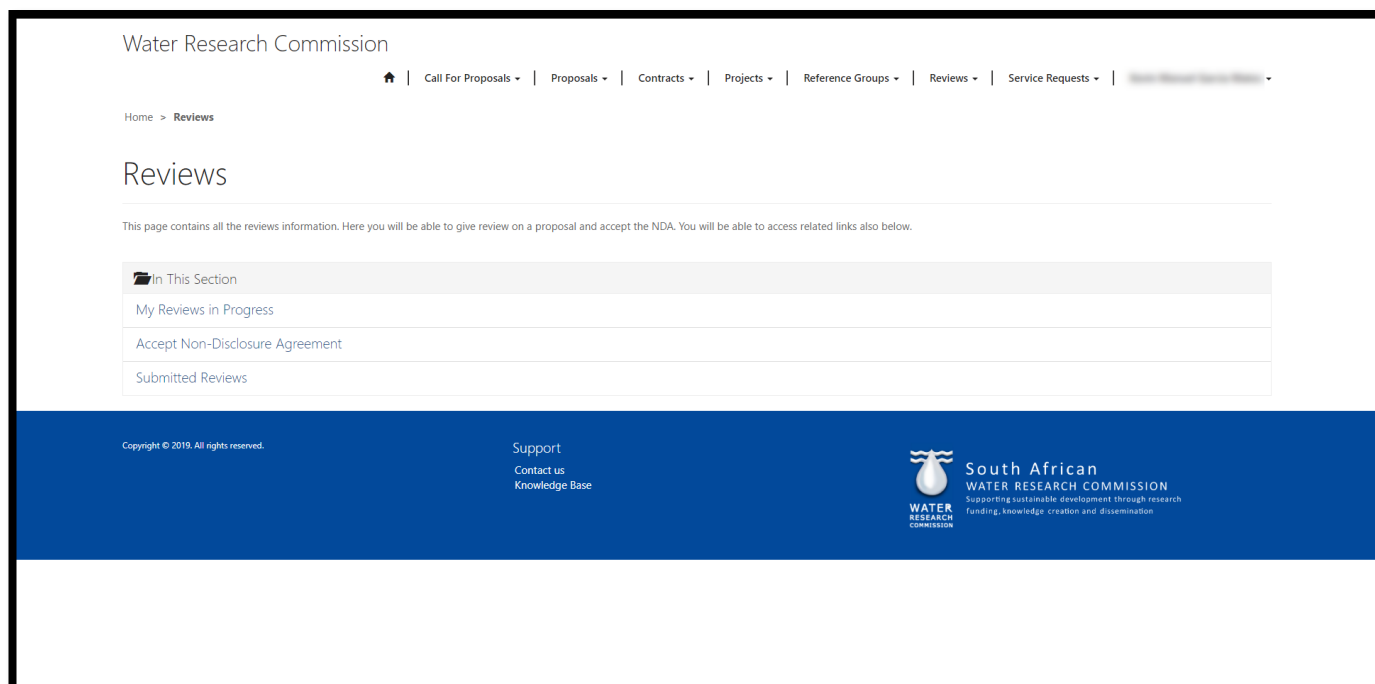 Water Research Commission
Call For Proposals | Proposals | Contracts | Projects | Reference Groups | Reviews | Service Requests |
Home > Reviews
Reviews
This page contains all the reviews information. Here you will be able to give review on a proposal and accept the NDA. You will be able to access related links also below.
In This Section
My Reviews in Progress
Accept Non-Disclosure Agreement
Submitted Reviews
Copyright © 2019. All rights reserved.
Support
Contact us
Knowledge Base
WATER
RESEARCH
COMMISSION
South African
WATER RESEARCH COMMISSION
Supporting sustainable development through research
funding, knowledge creation and dissemination